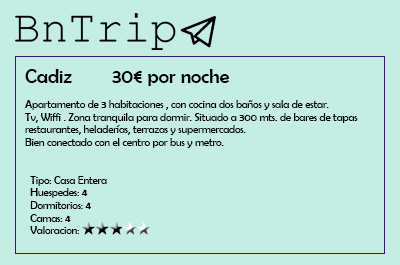 BnTrip
Cadiz 30€ por noche
Apartamento de 3 habitaciones , con cocina dos baños y sala de estar.
Tv, Wiffi . Zona tranquila para dormir. Situado a 300 mts. de bares de tapas
restaurantes, heladerías, terrazas y supermercados.
Bien conectado con el centro por bus y metro.
Tipo: Casa Entera
Huespedes: 4
Dormitorios: 4
Camas: 4
Valoracion: